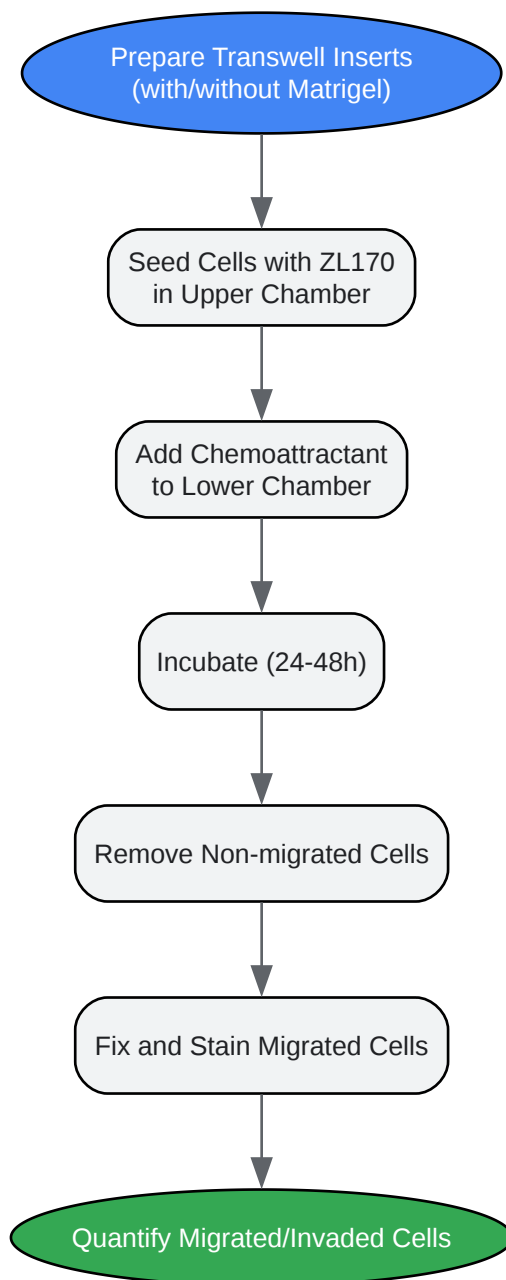 Prepare Transwell Inserts
(with/without Matrigel)
Seed Cells with ZL170
in Upper Chamber
Add Chemoattractant
to Lower Chamber
Incubate (24-48h)
Remove Non-migrated Cells
Fix and Stain Migrated Cells
Quantify Migrated/Invaded Cells